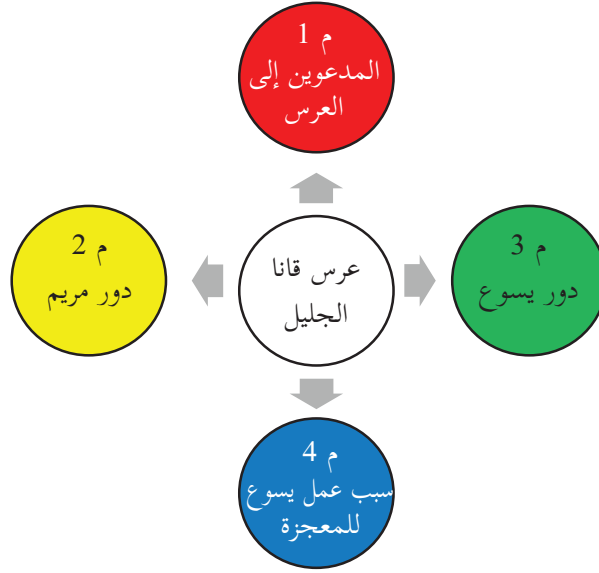 م 1
المدعوين إلى
العرس
م 2
دور مريم
عرس قانا
الجليل
م 3
دور يسوع
م 4
سبب عمل يسوع
للمعجزة